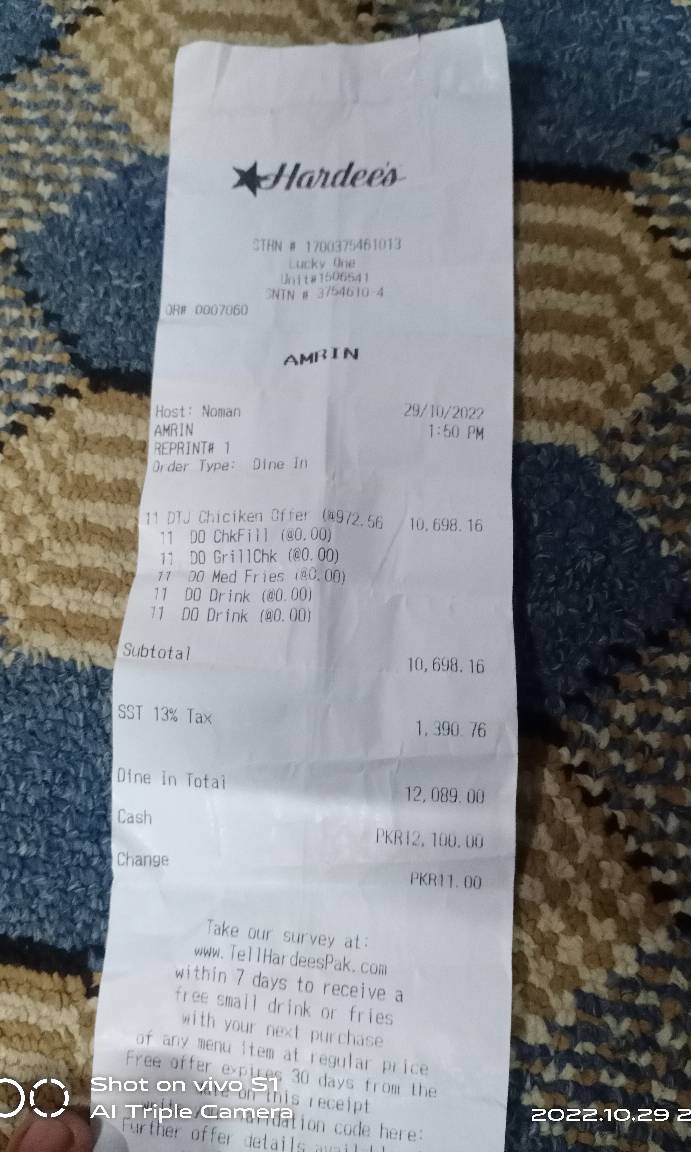 Hardee's
STRN # 1700375461013
Lucky One
Unit#1506541
SNTN # 3754610-4
OR# 0007060
AMRIN
Host: Noman 29/10/2022
AMRIN 1:50 PM
REPRINT# 1
Order Type: Dine In
11 DTJ Chiciken Offer (@972.56 10,698.16
11 DO ChkFill (@0.00)
11 DO GrillChk (@0.00)
11 DO Med Fries (@0.00)
11 DO Drink (@0.00)
11 DO Drink (@0.00)
Subtotal 10,698.16
SST 13% Tax 1,390.76
Dine in Total 12,089.00
Cash PKR12,100.00
Change PKR11.00
Take our survey at:
www.TellHardeesPak.com
within 7 days to receive a
free small drink or fries
with your next purchase
of any menu item at regular price
Free offer expires 30 days from the
on this receipt
code here:
Further offer details
Shot on vivo S1
AI Triple Camera
2022.10.29 2